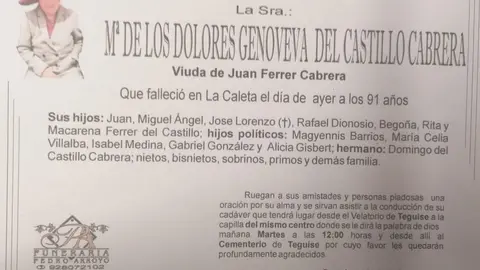 La Sra.:
Mª DE LOS DOLORES GENOVEVA DEL CASTILLO CABRERA
Viuda de Juan Ferrer Cabrera
Que falleció en La Caleta el día de ayer a los 91 años
Sus hijos: Juan, Miguel Ángel, Jose Lorenzo (†), Rafael Dionosio, Begoña, Rita y
Macarena Ferrer del Castillo; hijos políticos: Magyennis Barrios, María Celia
Villalba, Isabel Medina, Gabriel González y Alicia Gisbert; hermano: Domingo del
Castillo Cabrera; nietos, bisnietos, sobrinos, primos y demás familia.
Ruegan a sus amistades y personas piadosas una
oración por su alma y se sirvan asistir a la conducción de su
cadáver que tendrá lugar desde el Velatorio de Teguise a la
capilla del mismo centro donde se le dirá la palabra de dios
mañana. Martes a las 12:00 horas y desde allí al
Cementerio de Teguise por cuyo favor les quedarán
profundamente agradecidos.
FUNERARIA
PEDRO ARROYO
928072102